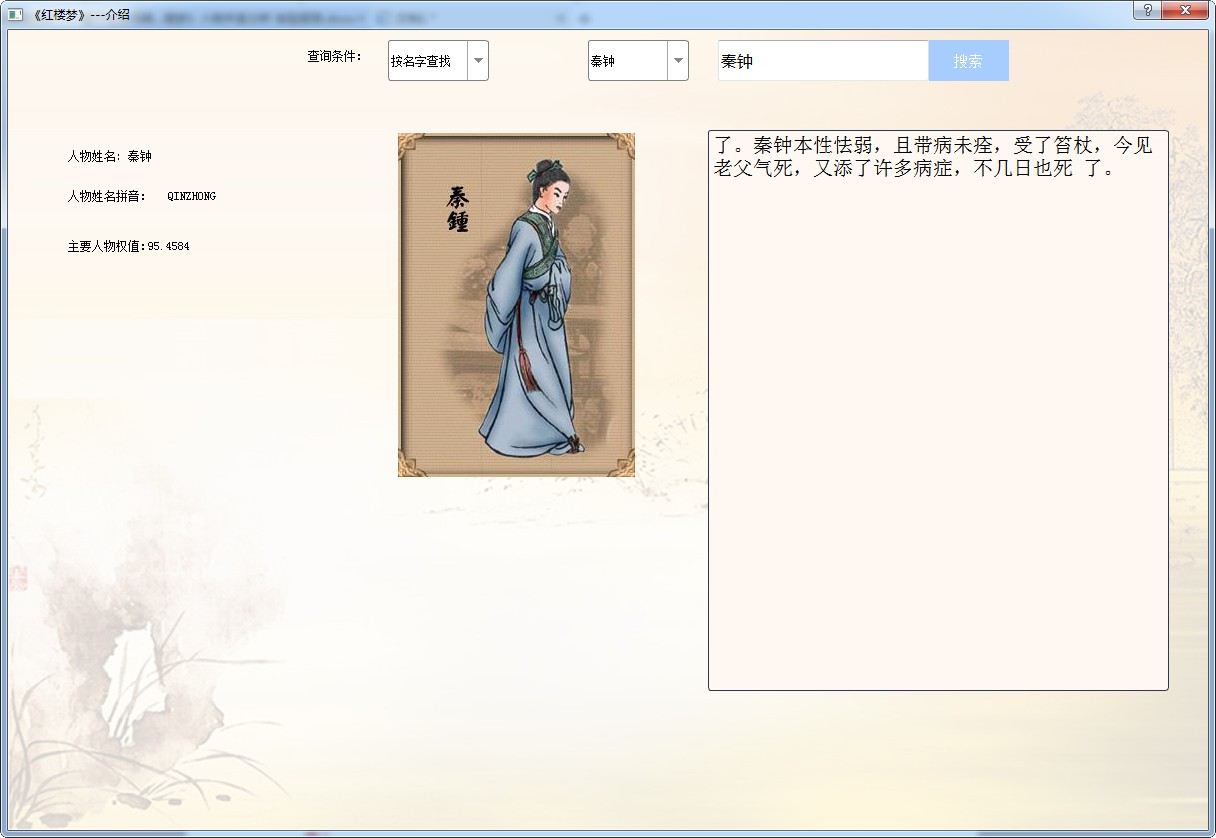 《红楼梦》---介绍
查询条件：
按名字查找
秦钟
秦钟
搜索
人物姓名：秦钟
人物姓名拼音： QINZHONG
主要人物权值:95.4584
秦
鍾
了。秦钟本性怯弱，且带病未痊，受了笞杖，今见
老父气死，又添了许多病症，不几日也死 了。